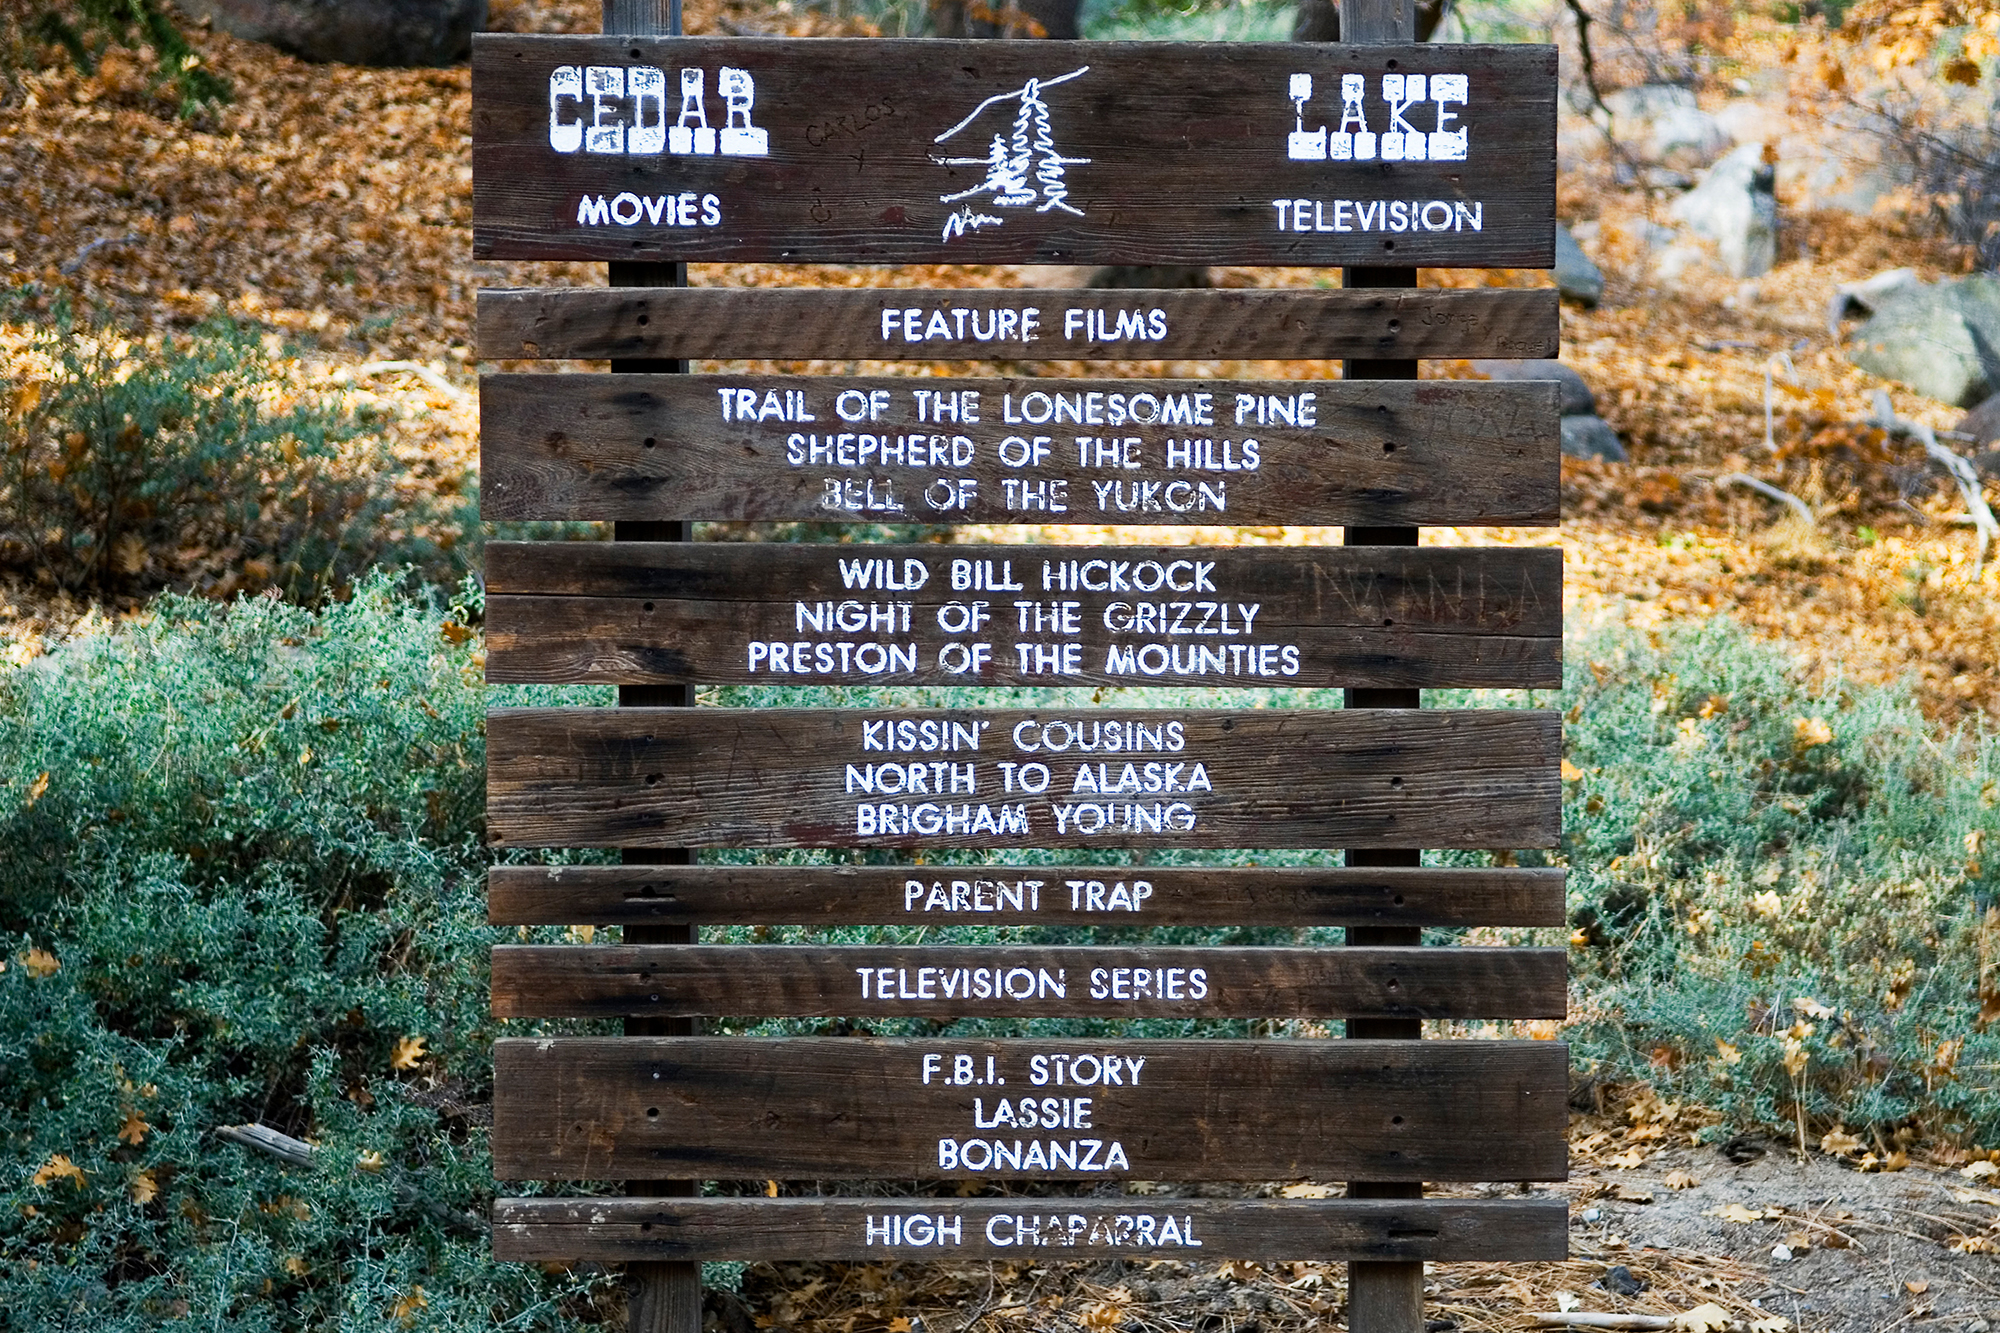 CEDAR LAKE
MOVIES TELEVISION
FEATURE FILMS
TRAIL OF THE LONESOME PINE
SHEPHERD OF THE HILLS
BELL OF THE YUKON
WILD BILL HICKOCK
NIGHT OF THE GRIZZLY
PRESTON OF THE MOUNTIES
KISSIN' COUSINS
NORTH TO ALASKA
BRIGHAM YOUNG
PARENT TRAP
TELEVISION SERIES
F.B.I. STORY
LASSIE
BONANZA
HIGH CHAPARRAL
CARLOS
Y